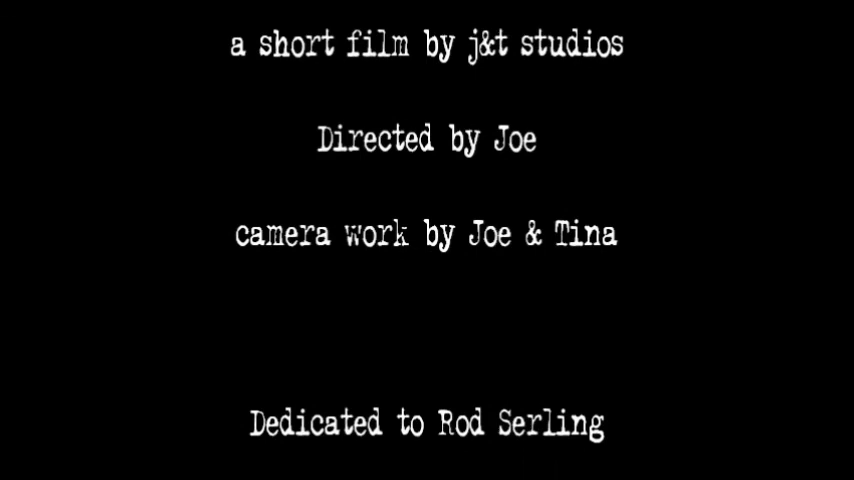 a short film by j&t studios
Directed by Joe
camera work by Joe & Tina
Dedicated to Rod Serling